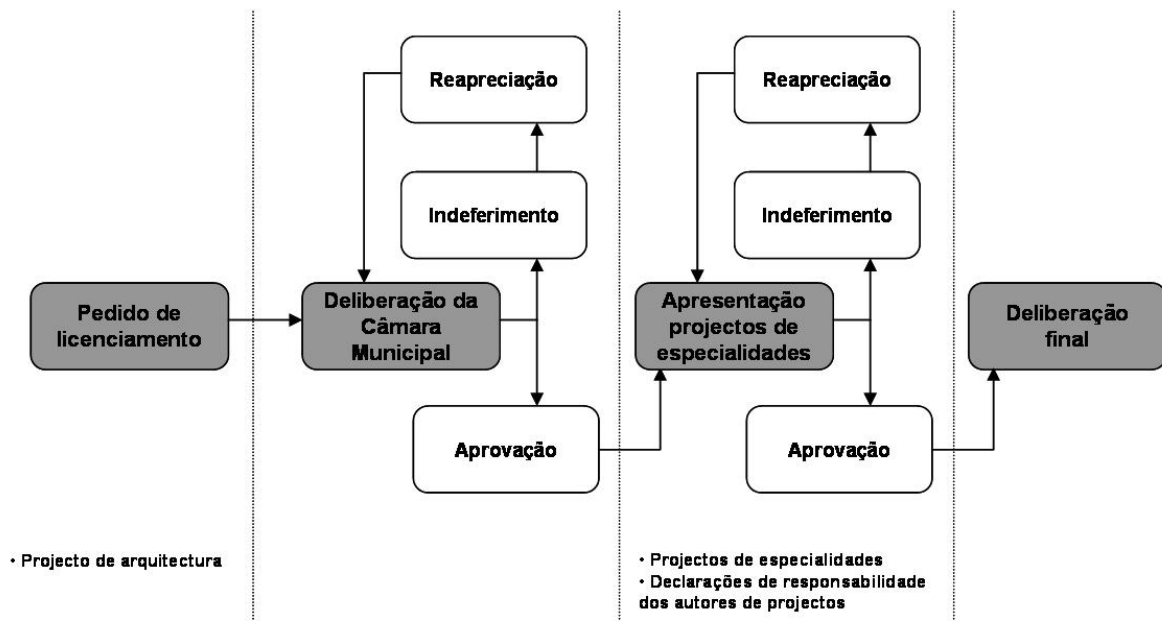 Reapreciação
Indeferimento
Pedido de
licenciamento
Deliberação da
Câmara
Municipal
Aprovação
Reapreciação
Indeferimento
Apresentação
projectos de
especialidades
Aprovação
Deliberação
final
• Projecto de arquitectura
• Projectos de especialidades
• Declarações de responsabilidade
dos autores de projectos